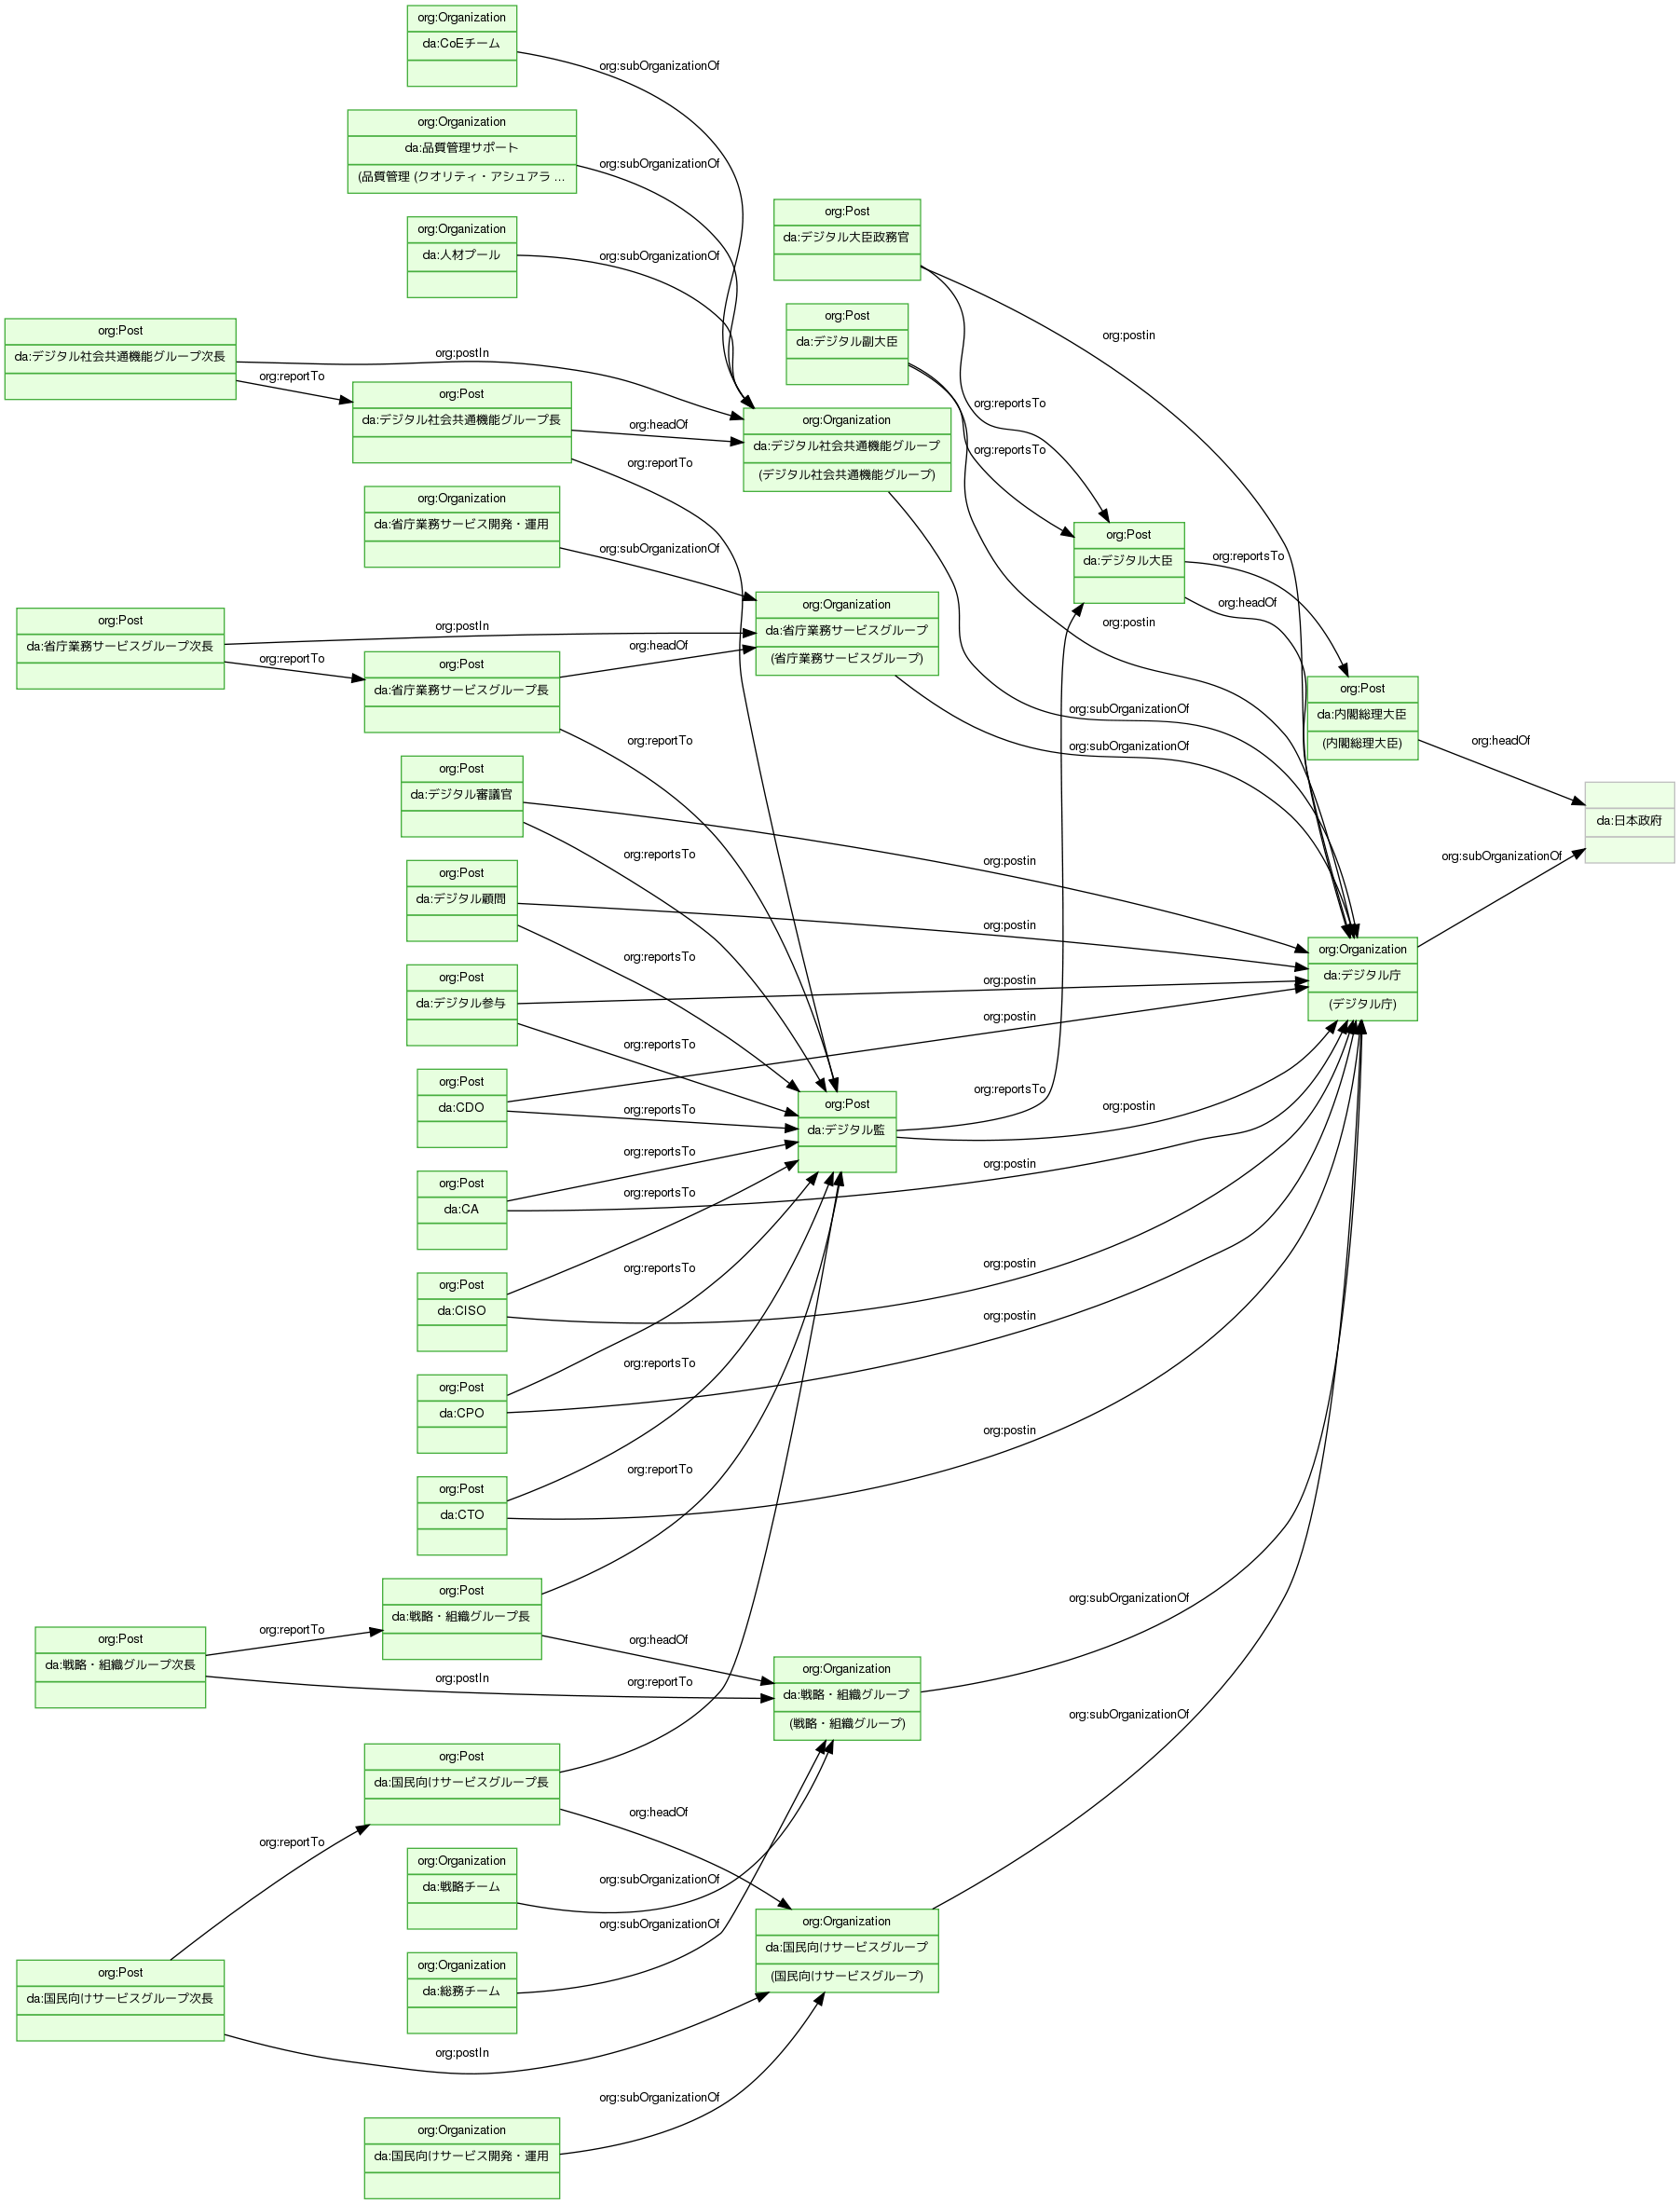 org:Organization
da:CoEチーム
org:subOrganizationOf
org:Organization
da:品質管理サポート
(品質管理 (クオリティ・アシュアラ ...
org:subOrganizationOf
org:Organization
da:人材プール
org:subOrganizationOf
org:Post
da:デジタル大臣政務官
org:postin
org:reportsTo
org:Post
da:デジタル副大臣
org:reportsTo
org:postin
org:Post
da:デジタル社会共通機能グループ次長
org:postIn
org:reportTo
org:Post
da:デジタル社会共通機能グループ長
org:headOf
org:reportTo
org:Organization
da:デジタル社会共通機能グループ
(デジタル社会共通機能グループ)
org:subOrganizationOf
org:Organization
da:省庁業務サービス開発・運用
org:subOrganizationOf
org:Post
da:デジタル大臣
org:reportsTo
org:headOf
org:Organization
da:省庁業務サービスグループ
(省庁業務サービスグループ)
org:subOrganizationOf
org:Post
da:省庁業務サービスグループ次長
org:postIn
org:reportTo
org:Post
da:省庁業務サービスグループ長
org:headOf
org:reportTo
org:Post
da:内閣総理大臣
(内閣総理大臣)
org:headOf
da:日本政府
org:Post
da:デジタル審議官
org:postin
org:reportsTo
org:Post
da:デジタル顧問
org:postin
org:reportsTo
org:Organization
da:デジタル庁
(デジタル庁)
org:subOrganizationOf
org:Post
da:デジタル参与
org:postin
org:reportsTo
org:Post
da:CDO
org:postin
org:reportsTo
org:Post
da:デジタル監
org:reportsTo
org:postin
org:Post
da:CA
org:reportsTo
org:postin
org:Post
da:CISO
org:reportsTo
org:postin
org:Post
da:CPO
org:reportsTo
org:postin
org:Post
da:CTO
org:reportsTo
org:postin
org:Post
da:戦略・組織グループ長
org:reportTo
org:headOf
org:Post
da:戦略・組織グループ次長
org:reportTo
org:postIn
org:Organization
da:戦略・組織グループ
(戦略・組織グループ)
org:subOrganizationOf
org:Post
da:国民向けサービスグループ長
org:reportTo
org:headOf
org:Organization
da:戦略チーム
org:subOrganizationOf
org:Organization
da:総務チーム
org:subOrganizationOf
org:Organization
da:国民向けサービスグループ
(国民向けサービスグループ)
org:subOrganizationOf
org:Post
da:国民向けサービスグループ次長
org:reportTo
org:postIn
org:Organization
da:国民向けサービス開発・運用
org:subOrganizationOf